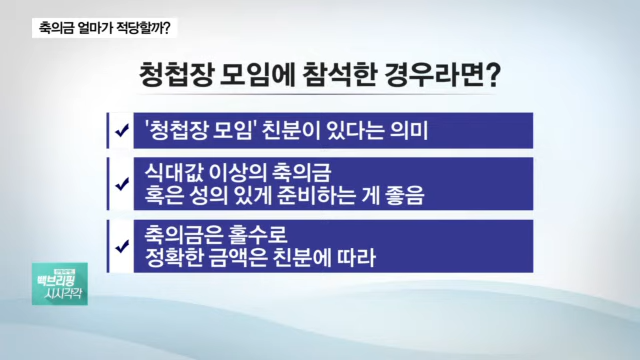 축의금 얼마가 적당할까?
청첩장 모임에 참석한 경우라면?
'청첩장 모임' 친분이 있다는 의미
식대값 이상의 축의금
혹은 성의 있게 준비하는 게 좋음
축의금은 홀수로
정확한 금액은 친분에 따라
백브리핑
시시각각